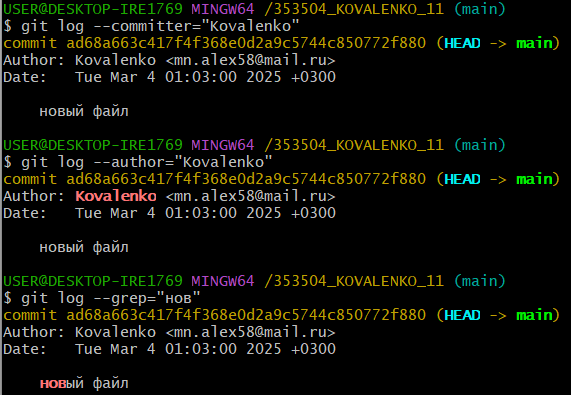 USER@DESKTOP-IRE1769 MINGW64 /353504_KOVALENKO_11 (main)
$ git log --committer="Kovalenko"
commit ad68a663c417f4f368e0d2a9c5744c850772f880 (HEAD -> main)
Author: Kovalenko <mn.alex58@mail.ru>
Date:   Tue Mar 4 01:03:00 2025 +0300
    новый файл
USER@DESKTOP-IRE1769 MINGW64 /353504_KOVALENKO_11 (main)
$ git log --author="Kovalenko"
commit ad68a663c417f4f368e0d2a9c5744c850772f880 (HEAD -> main)
Author: Kovalenko <mn.alex58@mail.ru>
Date:   Tue Mar 4 01:03:00 2025 +0300
    новый файл
USER@DESKTOP-IRE1769 MINGW64 /353504_KOVALENKO_11 (main)
$ git log --grep="нов"
commit ad68a663c417f4f368e0d2a9c5744c850772f880 (HEAD -> main)
Author: Kovalenko <mn.alex58@mail.ru>
Date:   Tue Mar 4 01:03:00 2025 +0300
    новый файл